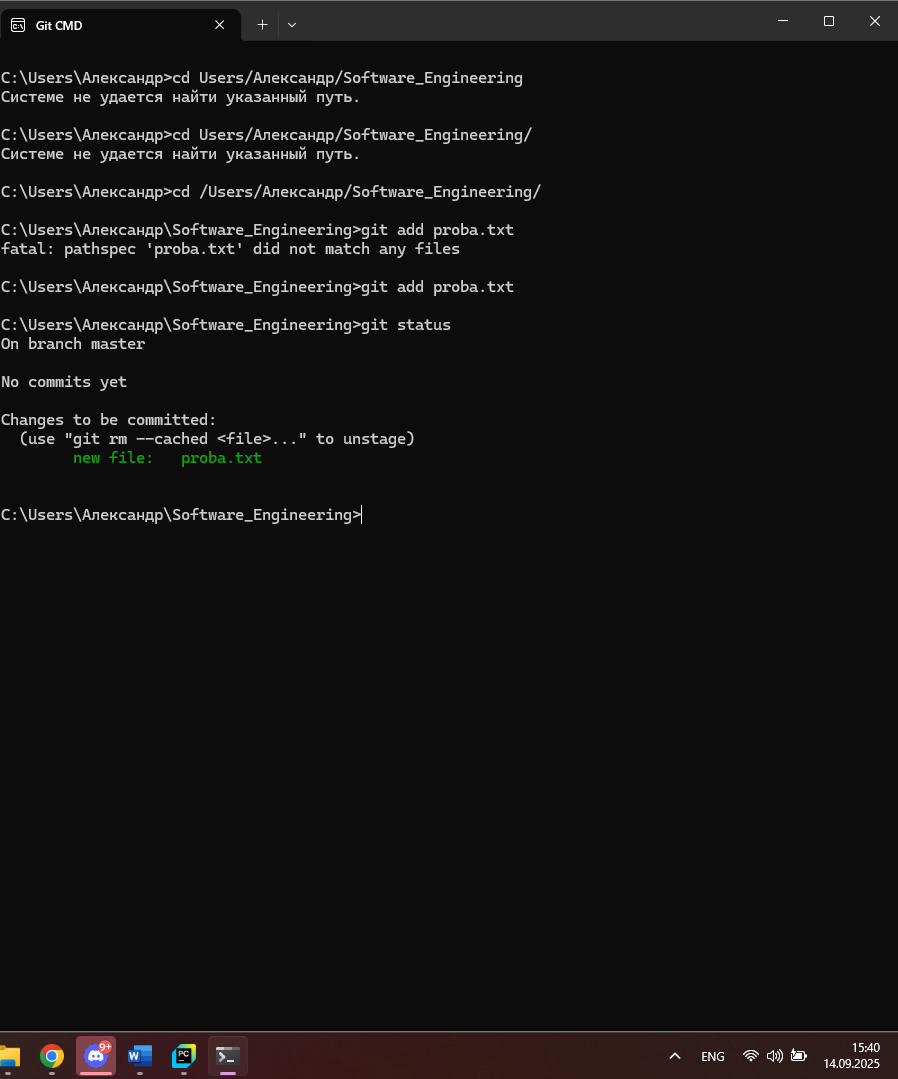 Git CMD
C:\Users\Александр>cd Users/Александр/Software_Engineering
Системе не удается найти указанный путь.
C:\Users\Александр>cd Users/Александр/Software_Engineering/
Системе не удается найти указанный путь.
C:\Users\Александр>cd /Users/Александр/Software_Engineering/
C:\Users\Александр\Software_Engineering>git add proba.txt
fatal: pathspec 'proba.txt' did not match any files
C:\Users\Александр\Software_Engineering>git add proba.txt
C:\Users\Александр\Software_Engineering>git status
On branch master
No commits yet
Changes to be committed:
  (use "git rm --cached <file>..." to unstage)
        new file:   proba.txt
C:\Users\Александр\Software_Engineering>
9+
W
PC
ENG
15:40
14.09.2025